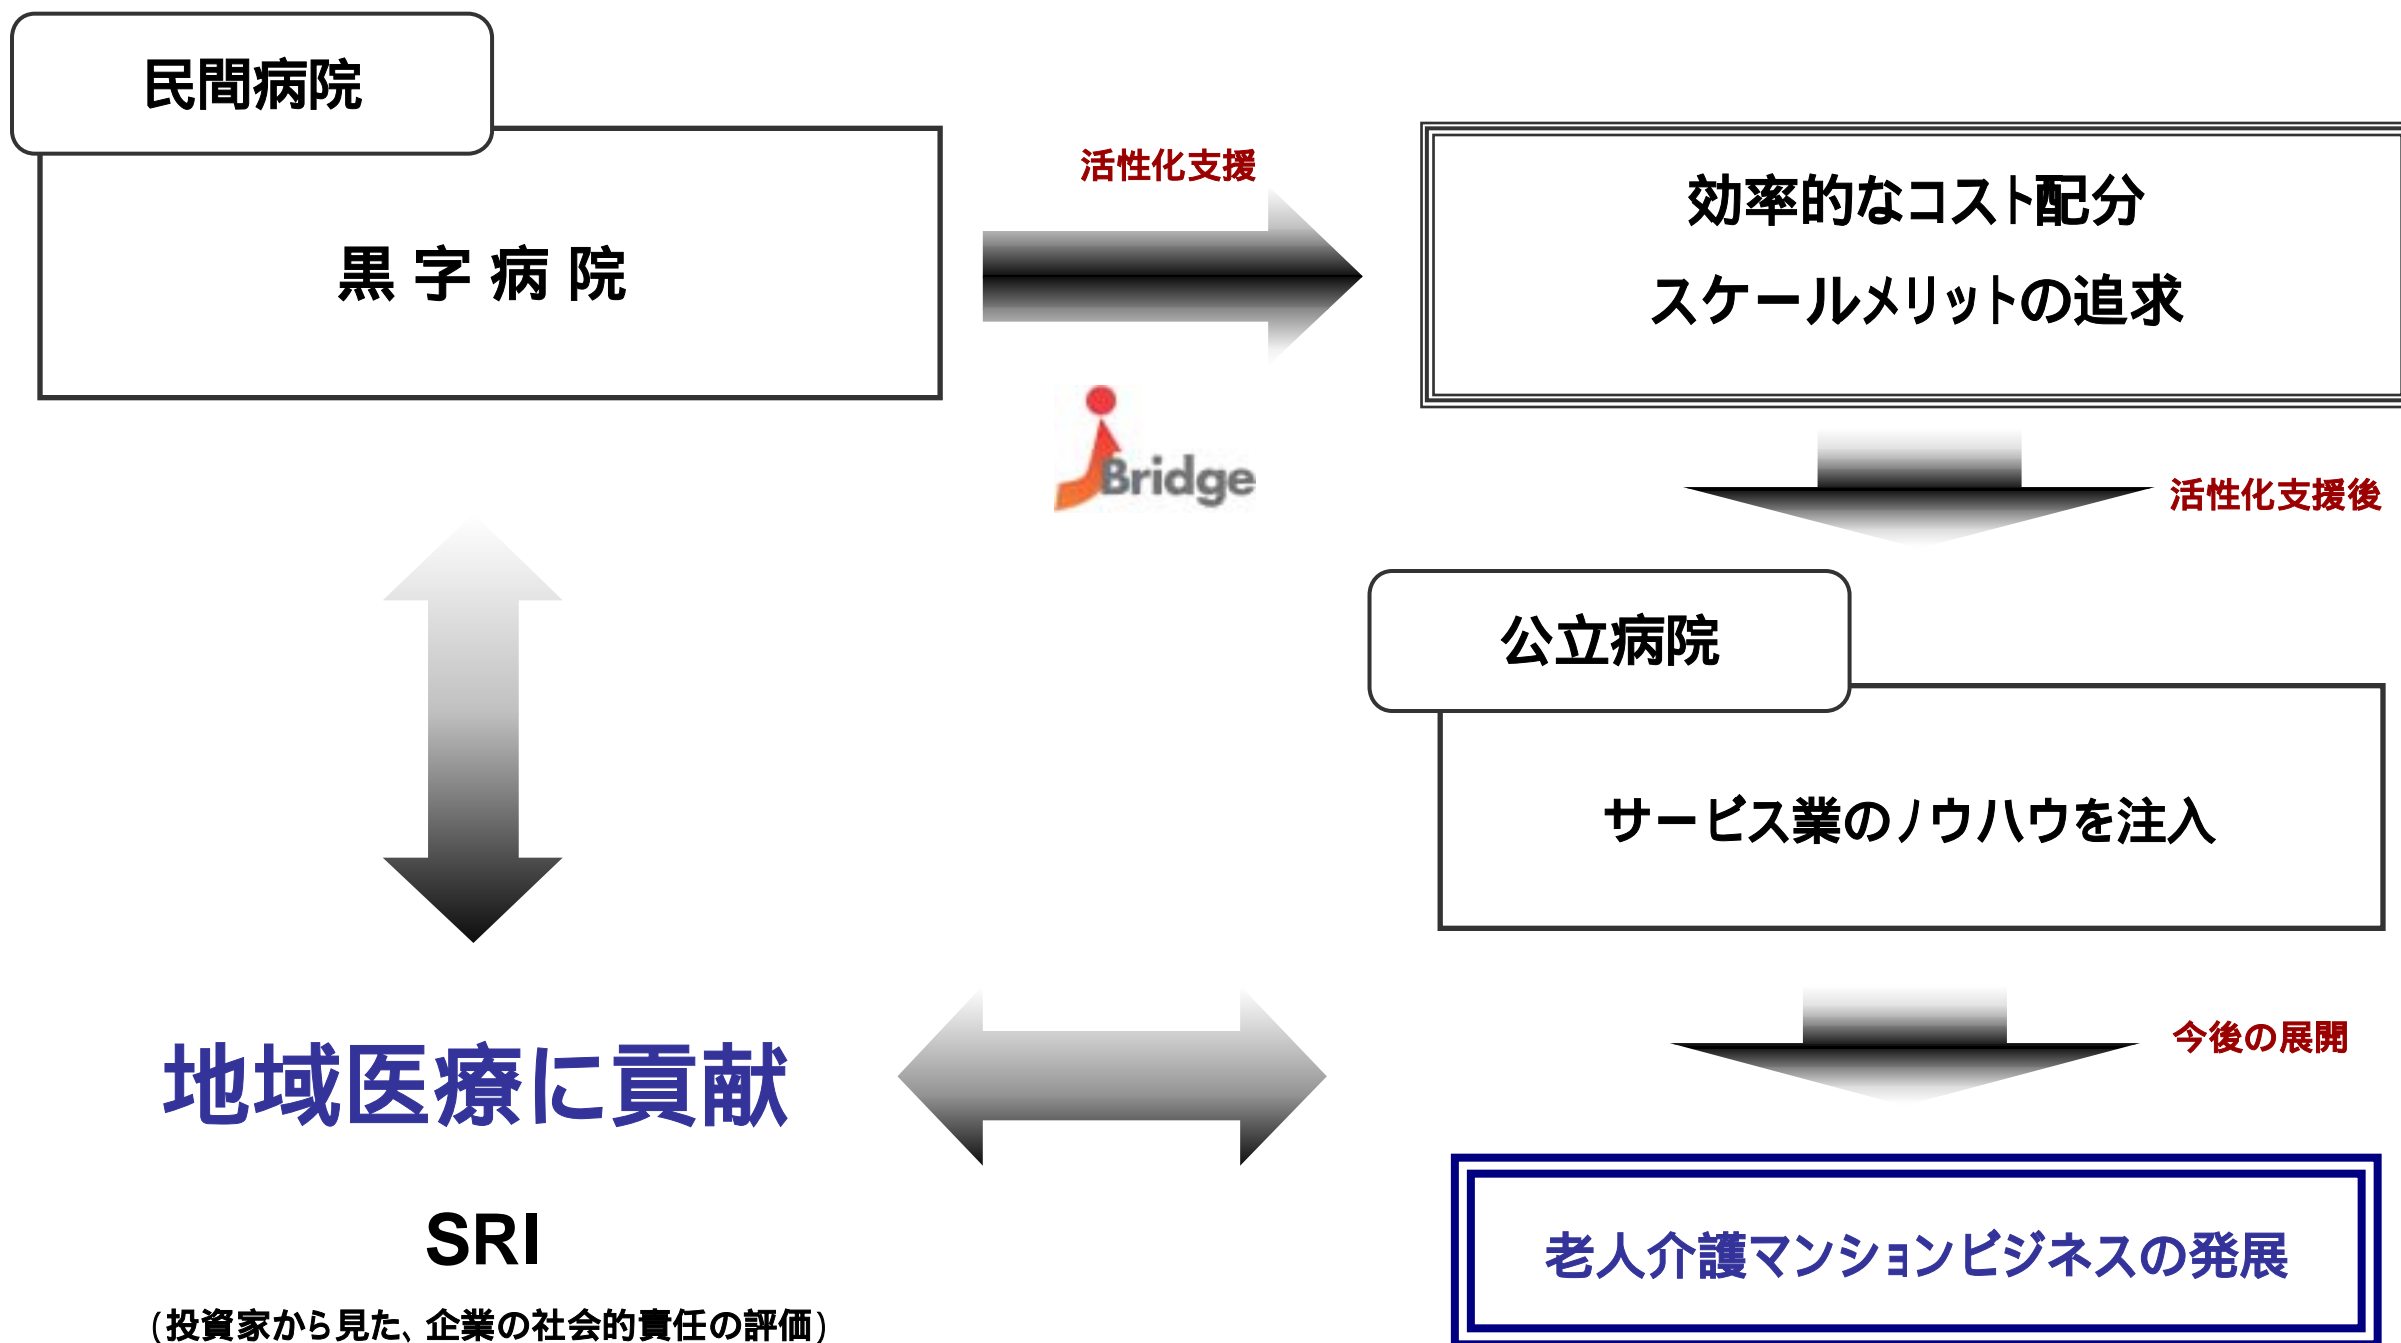 民間病院
黒字病院
活性化支援
Bridge
効率的なコスト配分
スケールメリットの追求
活性化支援後
公立病院
サービス業のノウハウを注入
今後の展開
地域医療に貢献
SRI
(投資家から見た、企業の社会的責任の評価)
老人介護マンションビジネスの発展